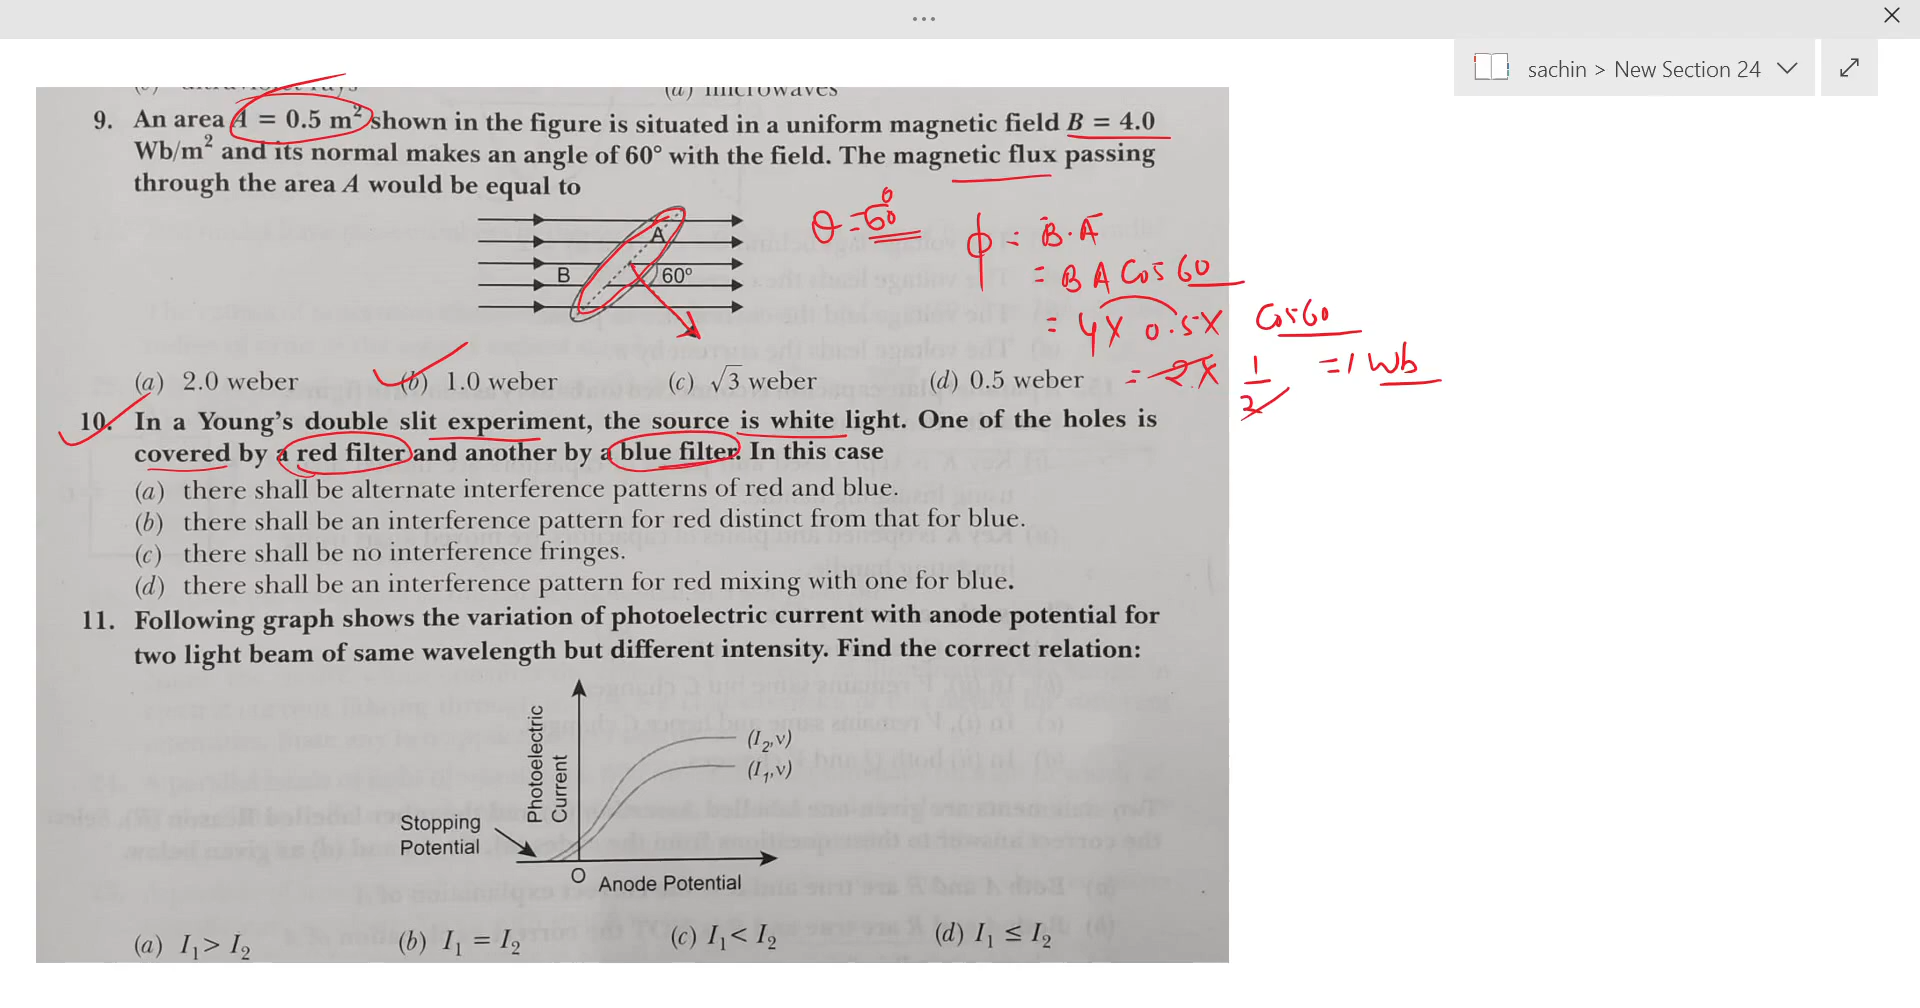 sachin > New Section 24
(d) microwaves
9. An area A = 0.5 m² shown in the figure is situated in a uniform magnetic field B = 4.0
Wb/m² and its normal makes an angle of 60° with the field. The magnetic flux passing
through the area A would be equal to
A
B
60°
θ = 60°
ϕ = B . A
= B A Cos 60
= 4 x 0.5 x Cos 60
= 2 x 1/2 = 1 Wb
(a) 2.0 weber (b) 1.0 weber (c) √3 weber (d) 0.5 weber
10. In a Young's double slit experiment, the source is white light. One of the holes is
covered by a red filter and another by a blue filter. In this case
(a) there shall be alternate interference patterns of red and blue.
(b) there shall be an interference pattern for red distinct from that for blue.
(c) there shall be no interference fringes.
(d) there shall be an interference pattern for red mixing with one for blue.
11. Following graph shows the variation of photoelectric current with anode potential for
two light beam of same wavelength but different intensity. Find the correct relation:
Photoelectric
Current
(I₂,ν)
(I₁,ν)
Stopping
Potential
O
Anode Potential
(a) I₁ > I₂ (b) I₁ = I₂ (c) I₁ < I₂ (d) I₁ ≤ I₂